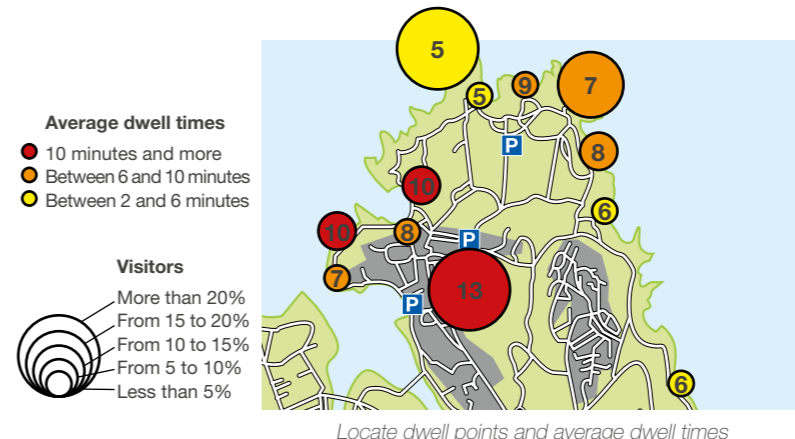 Average dwell times
10 minutes and more
Between 6 and 10 minutes
Between 2 and 6 minutes
Visitors
More than 20%
From 15 to 20%
From 10 to 15%
From 5 to 10%
Less than 5%
5
5
9
7
P
8
10
6
10
8
P
7
13
P
6
Locate dwell points and average dwell times